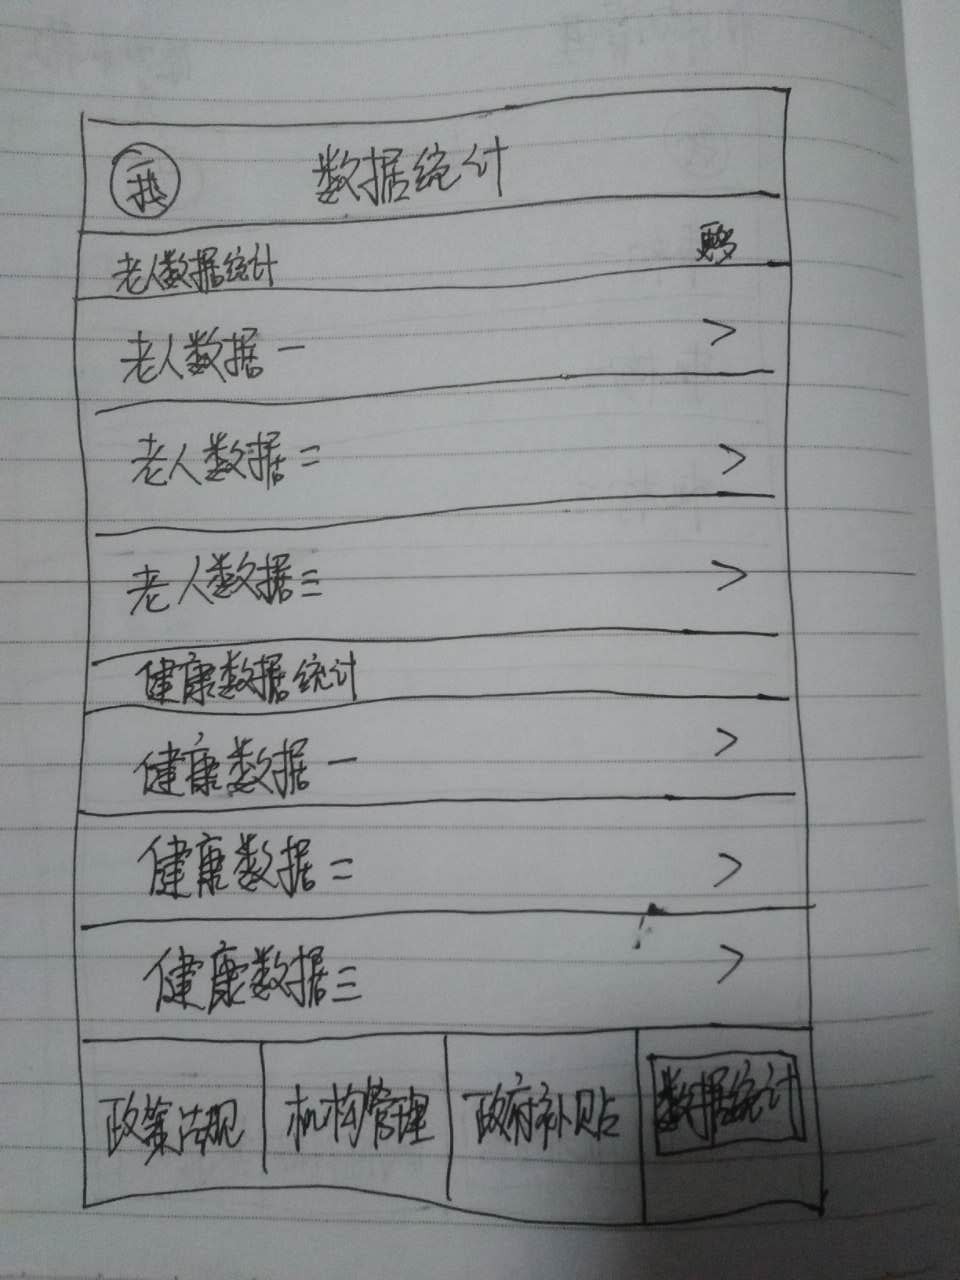 我 数据统计
老人数据统计 更多
老人数据一 >
老人数据二 >
老人数据三 >
健康数据统计
健康数据一 >
健康数据二 >
健康数据三 >
政策法规 机构管理 政府补贴 数据统计